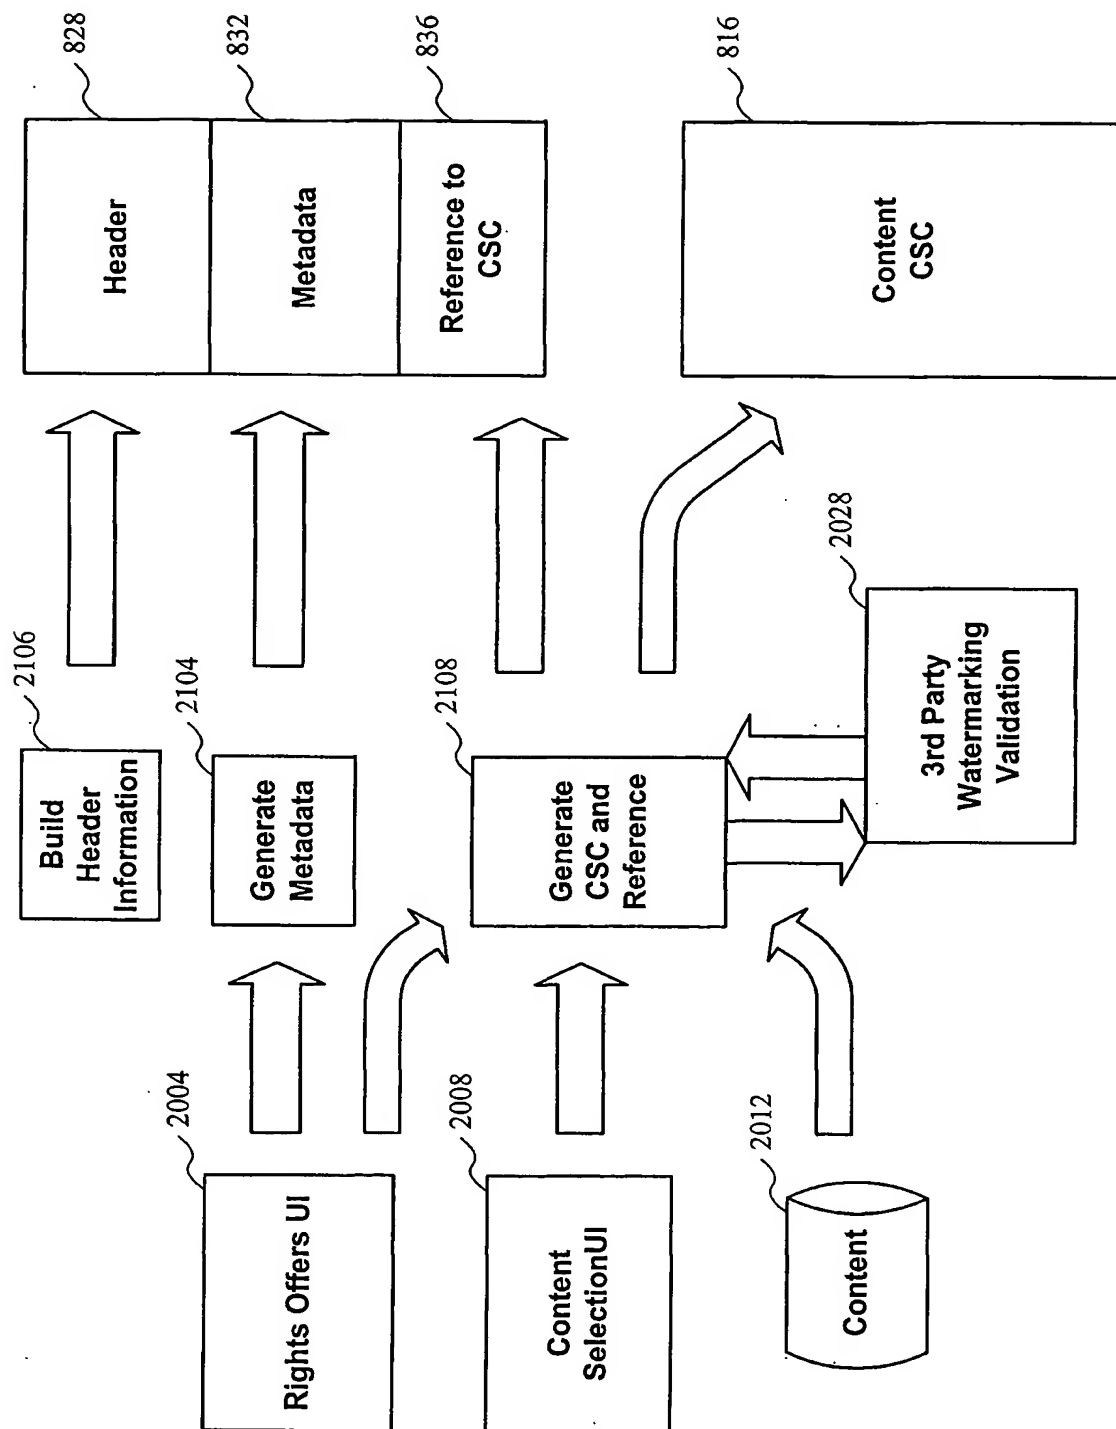 828
Header
832
Metadata
836
Reference to
CSC
816
Content
CSC
2106
Build
Header
Information
2104
Generate
Metadata
2108
Generate
CSC and
Reference
2028
3rd Party
Watermarking
Validation
2004
Rights Offers UI
2008
Content
SelectionUI
2012
Content